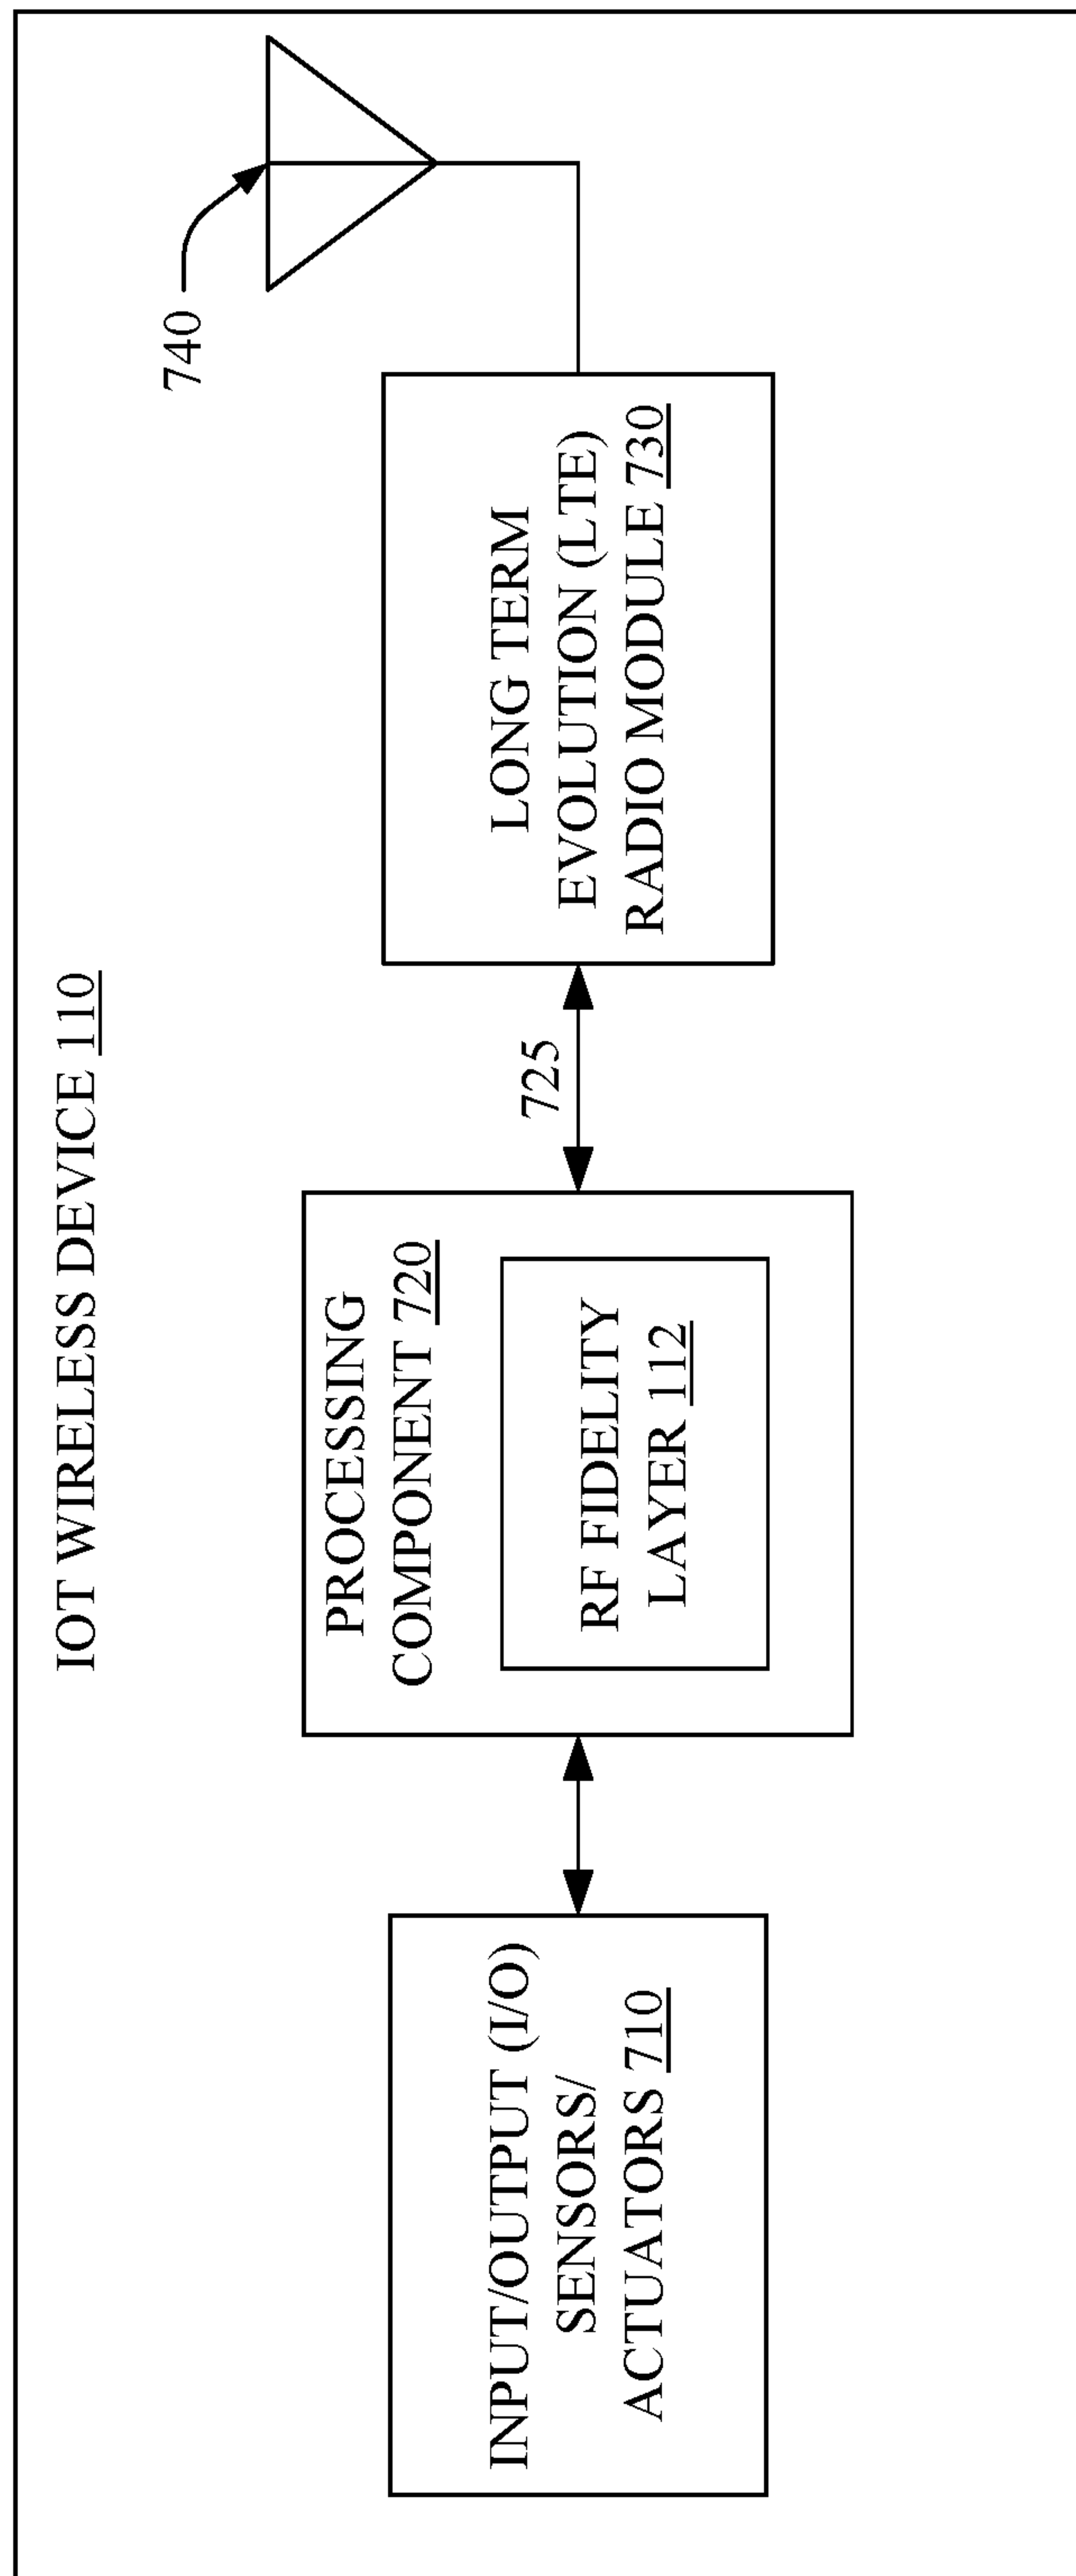 IOT WIRELESS DEVICE 110
INPUT/OUTPUT (I/O)
SENSORS/
ACTUATORS 710
PROCESSING
COMPONENT 720
RF FIDELITY
LAYER 112
725
LONG TERM
EVOLUTION (LTE)
RADIO MODULE 730
740